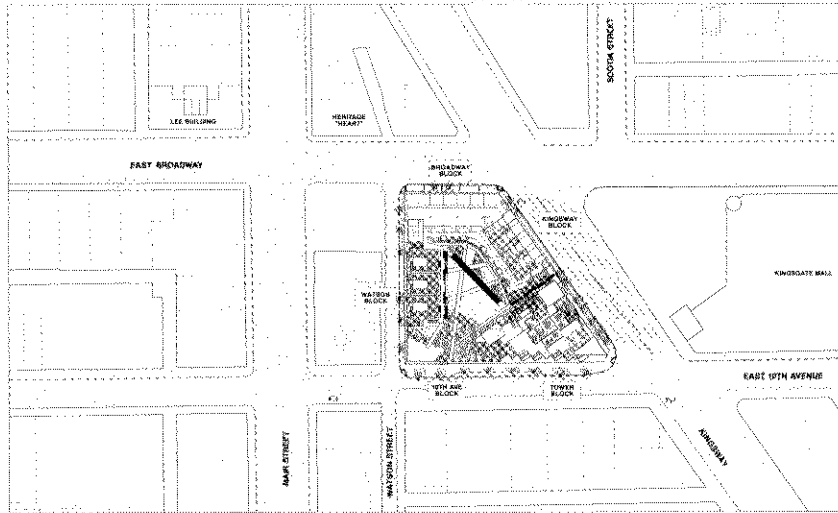 SCOTIA STREET
LEE BUILDING
HERITAGE
"HEART"
EAST BROADWAY
BROADWAY
BLOCK
KINGSWAY
BLOCK
KINGSGATE MALL
WATSON
BLOCK
EAST 10TH AVENUE
10TH AVE
BLOCK
TOWER
BLOCK
MAIN STREET
WATSON STREET
KINGSWAY